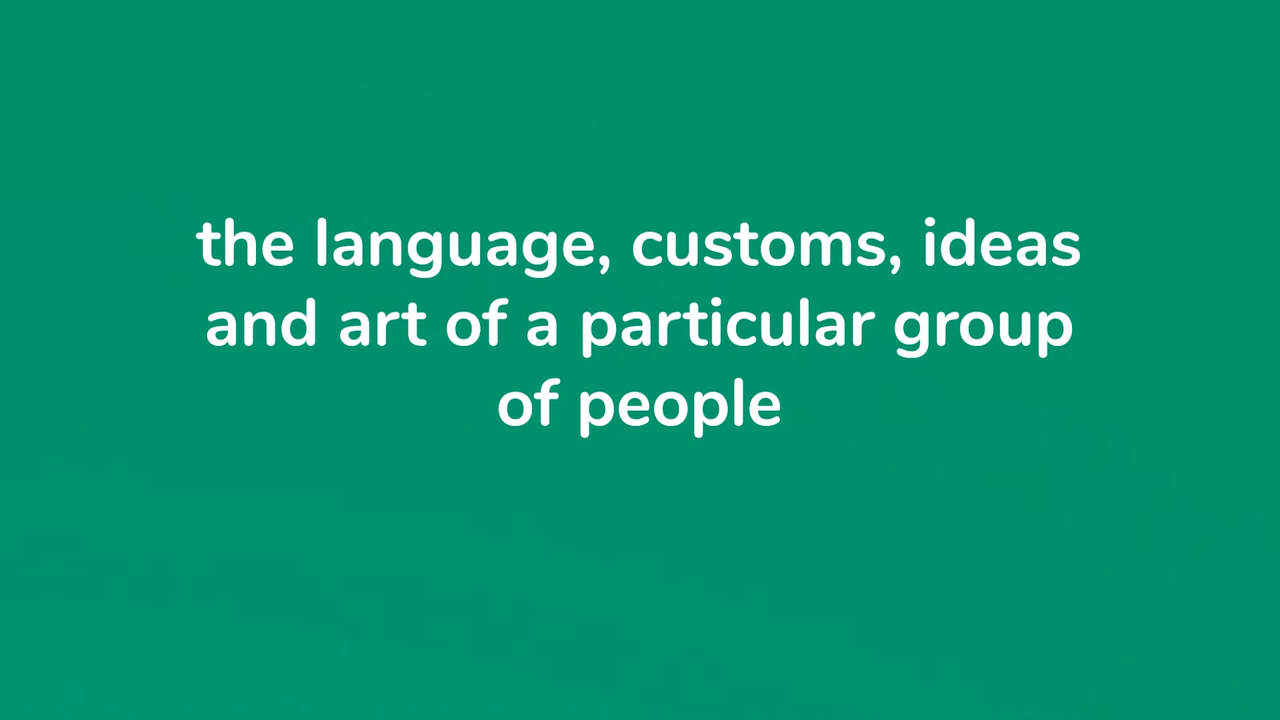 the language, customs, ideas
and art of a particular group
of people